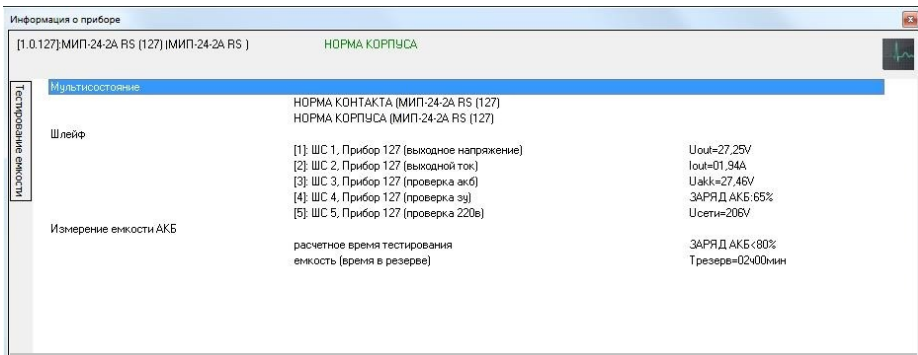 Информация о приборе
[1.0.127]:МИП-24-2A RS (127) (МИП-24-2A RS ) НОРМА КОРПУСА
Тестирование емкости
Мультисостояние
НОРМА КОНТАКТА (МИП-24-2A RS (127)
НОРМА КОРПУСА (МИП-24-2A RS (127)
Шлейф
[1]: ШС 1, Прибор 127 (выходное напряжение) Uout=27,25V
[2]: ШС 2, Прибор 127 (выходной ток) Iout=01,94A
[3]: ШС 3, Прибор 127 (проверка акб) Uakk=27,46V
[4]: ШС 4, Прибор 127 (проверка зу) ЗАРЯД АКБ:65%
[5]: ШС 5, Прибор 127 (проверка 220в) Uсети=206V
Измерение емкости АКБ
расчетное время тестирования ЗАРЯД АКБ<80%
емкость (время в резерве) Tрезерв=02ч00мин